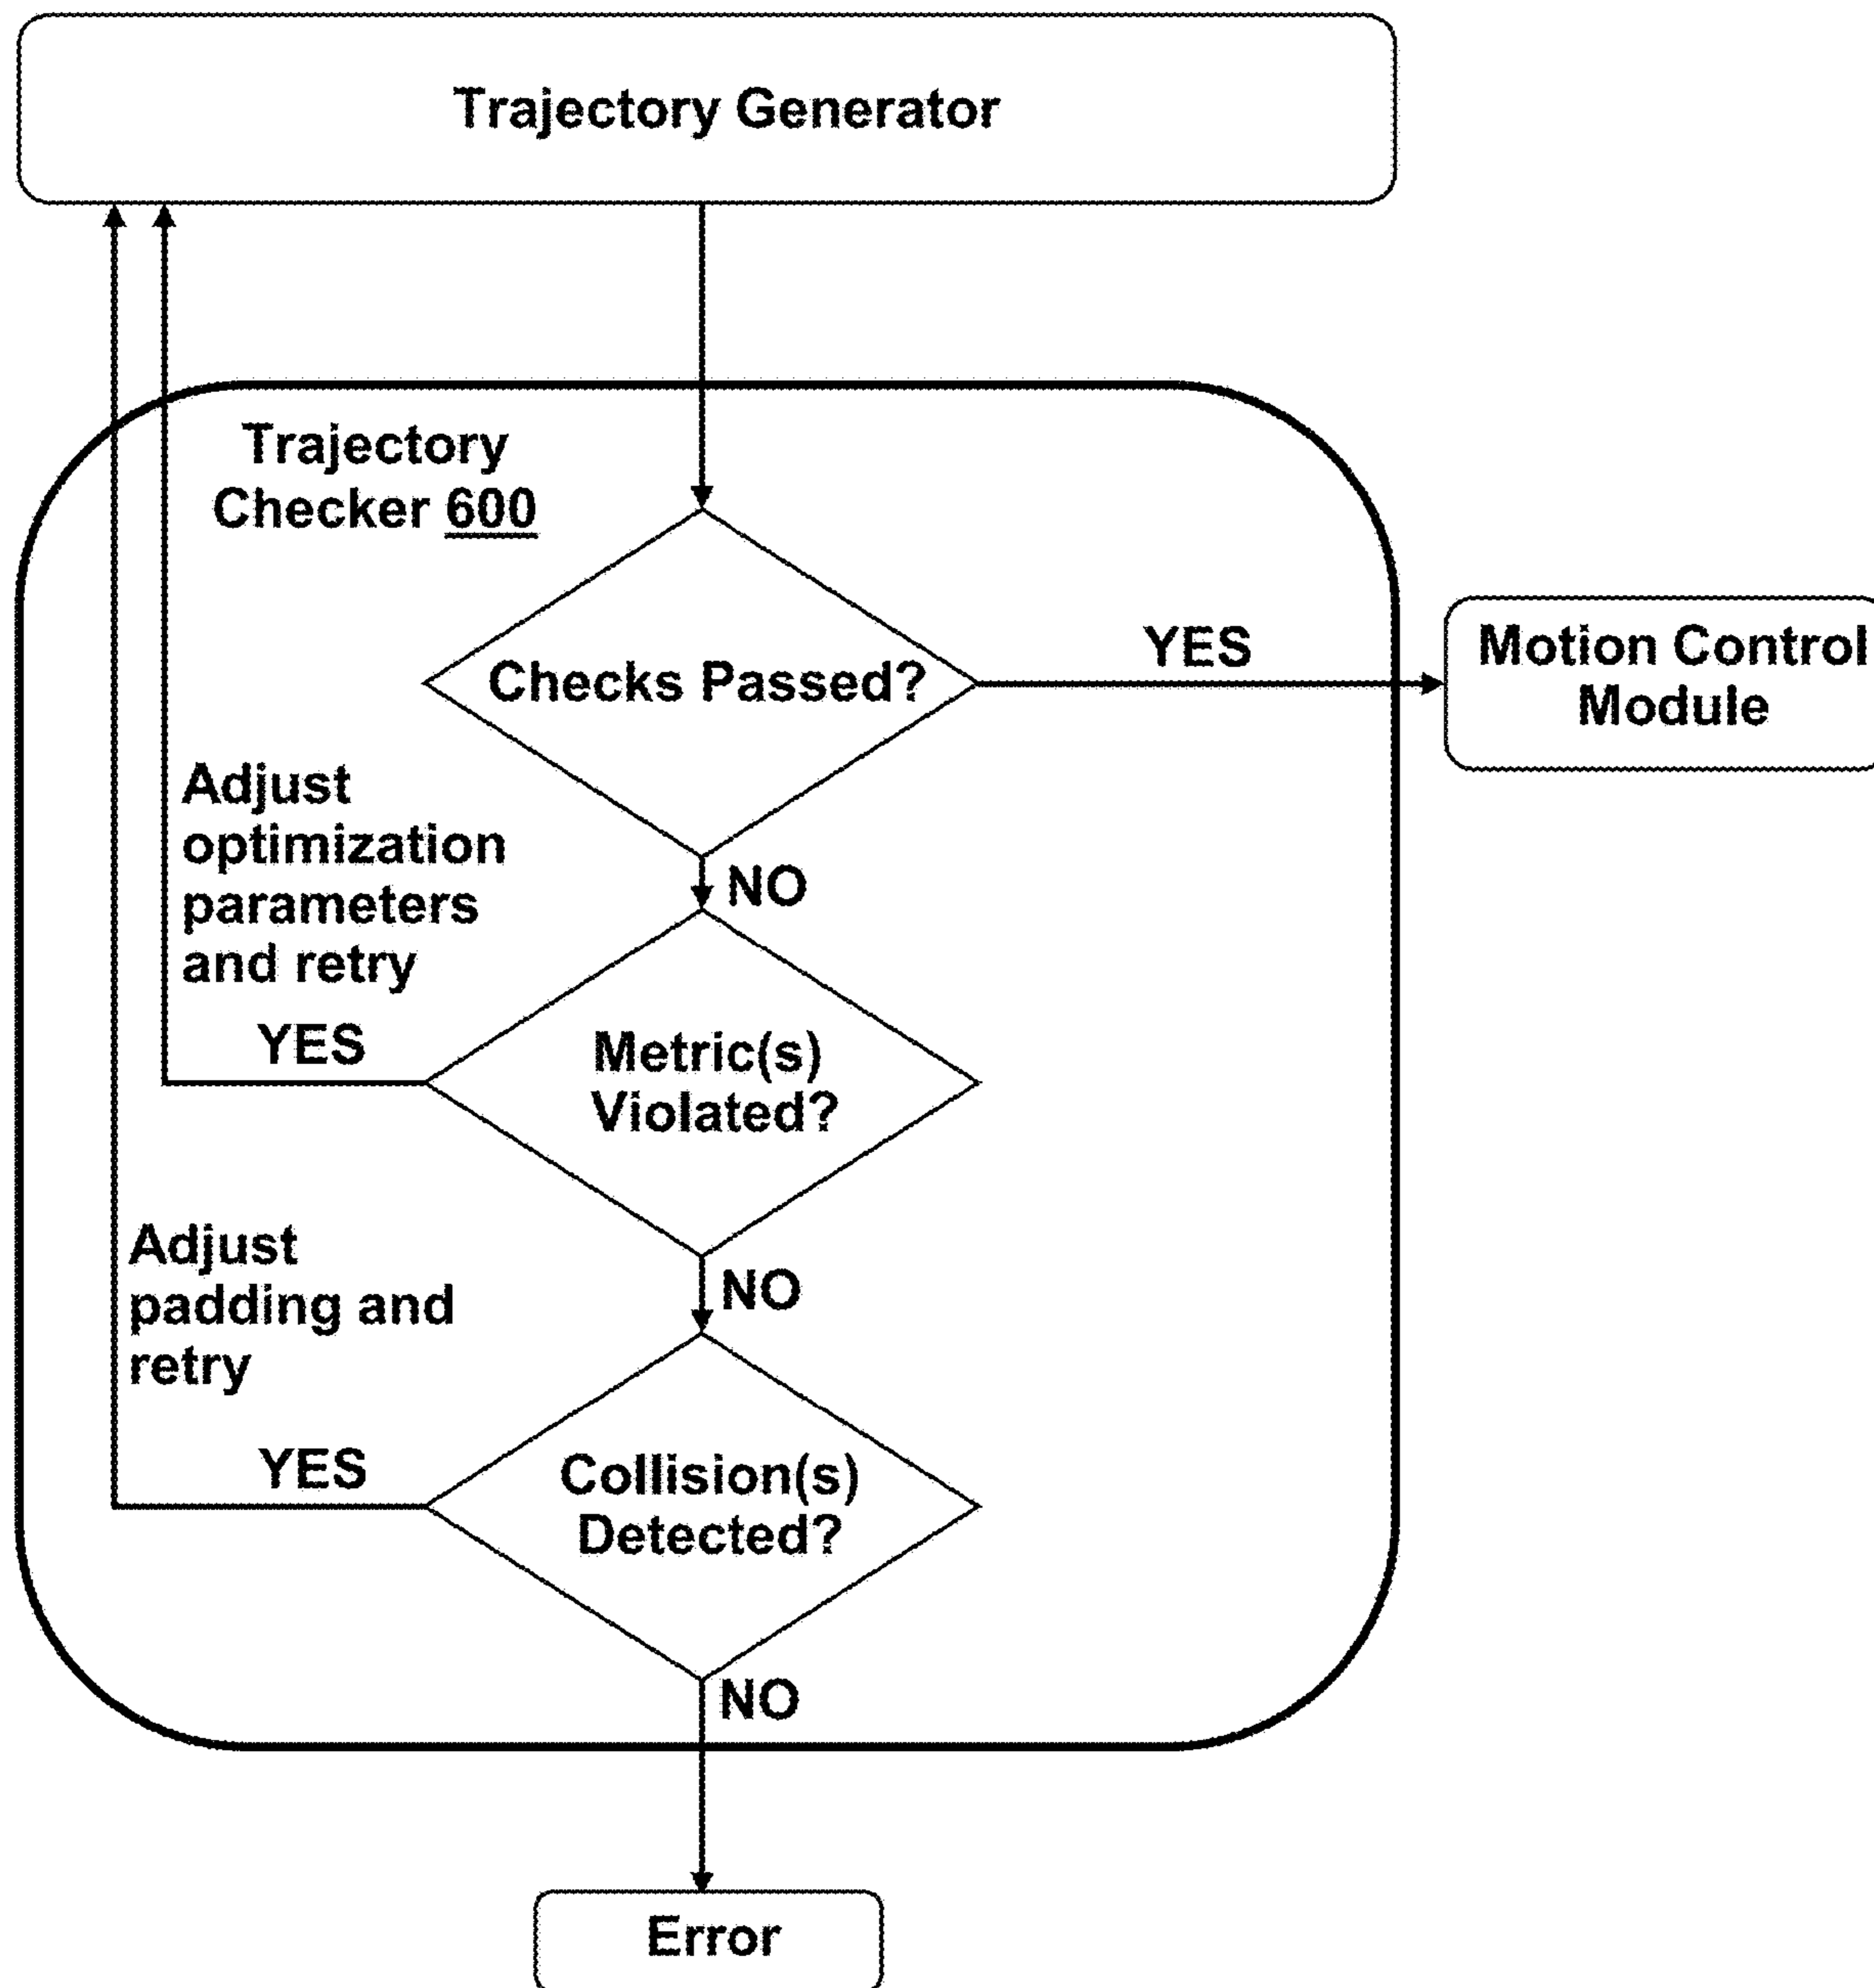 Trajectory Generator
Trajectory
Checker 600
Checks Passed?
YES
Motion Control
Module
NO
Adjust
optimization
parameters
and retry
YES
Metric(s)
Violated?
NO
Adjust
padding and
retry
YES
Collision(s)
Detected?
NO
Error